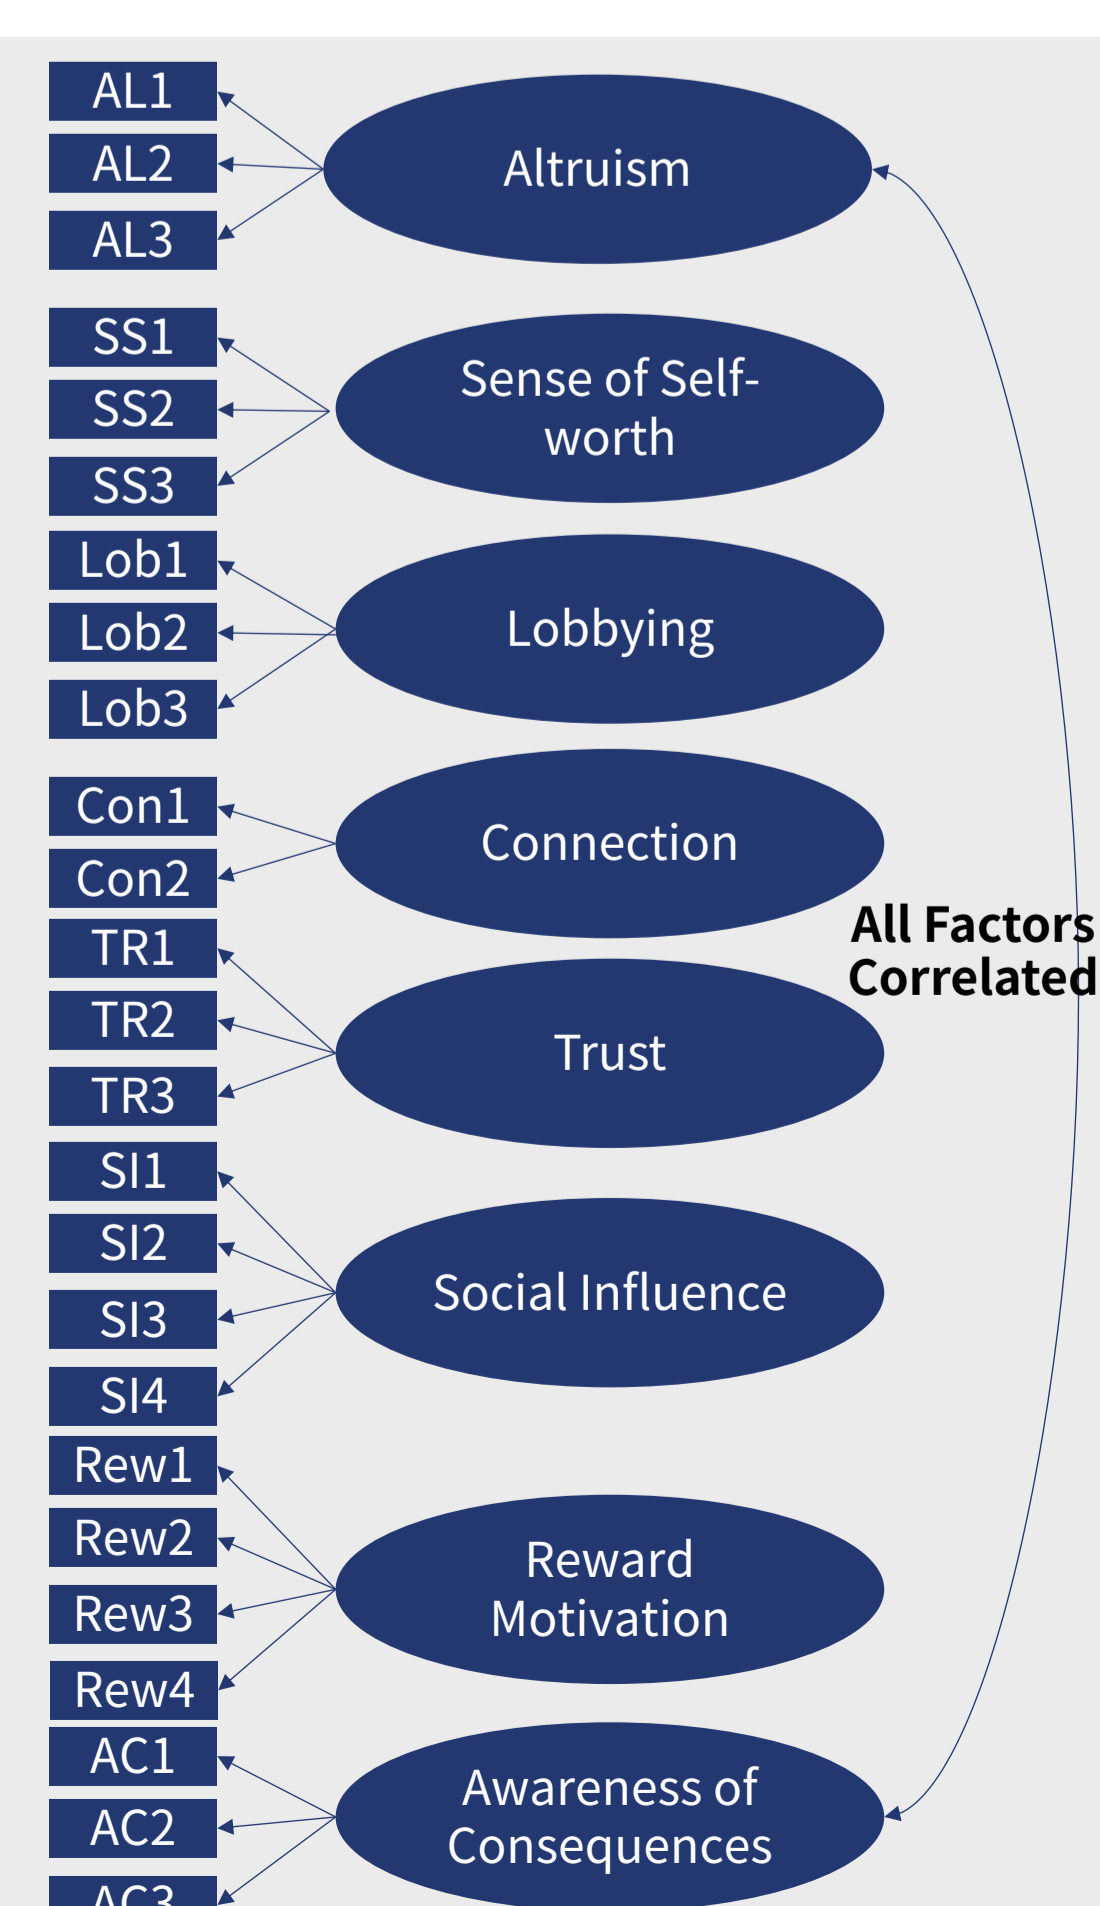 AL1
AL2
AL3
Altruism
SS1
SS2
SS3
Sense of Self-
worth
Lob1
Lob2
Lob3
Lobbying
Con1
Con2
Connection
All Factors
Correlated
TR1
TR2
TR3
Trust
SI1
SI2
SI3
SI4
Social Influence
Rew1
Rew2
Rew3
Rew4
Reward
Motivation
AC1
AC2
AC3
Awareness of
Consequences